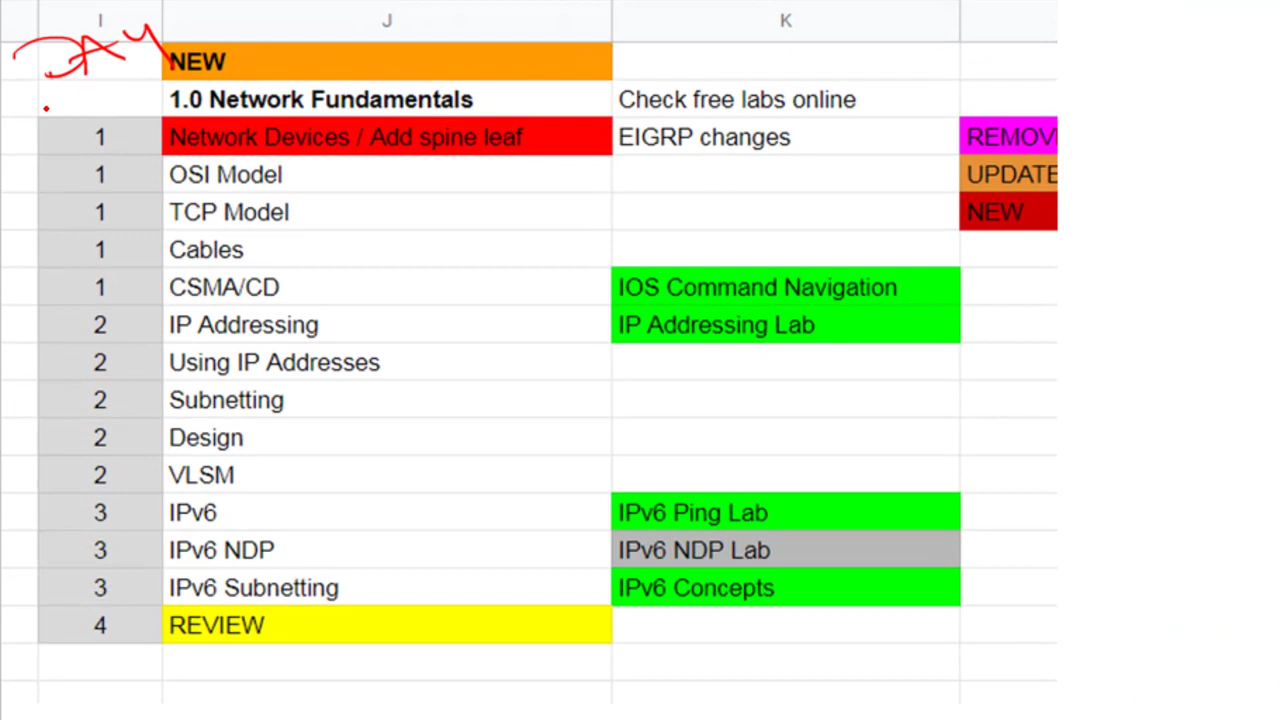 I J K
DAY NEW
1.0 Network Fundamentals Check free labs online
1 Network Devices / Add spine leaf EIGRP changes
1 OSI Model UPDATE
1 TCP Model NEW
1 Cables
1 CSMA/CD IOS Command Navigation
2 IP Addressing IP Addressing Lab
2 Using IP Addresses
2 Subnetting
2 Design
2 VLSM
3 IPv6 IPv6 Ping Lab
3 IPv6 NDP IPv6 NDP Lab
3 IPv6 Subnetting IPv6 Concepts
4 REVIEW